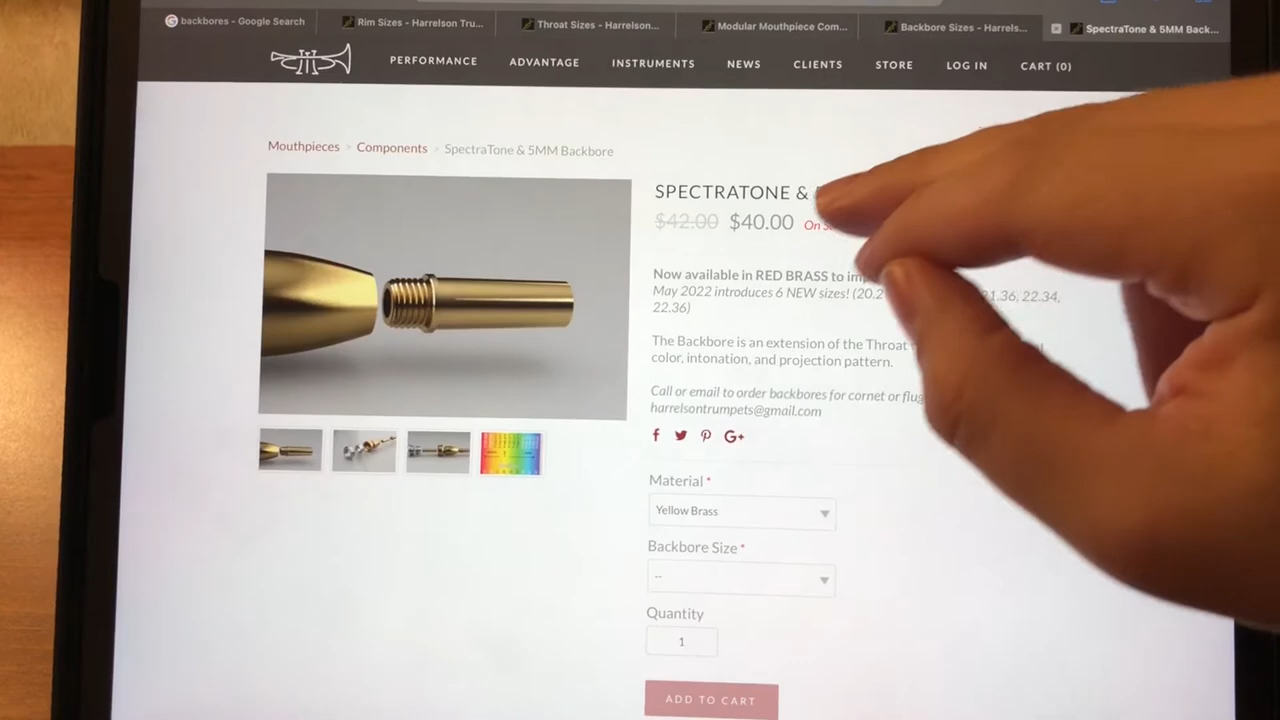 backbores - Google Search
Rim Sizes - Harrelson Tru...
Throat Sizes - Harrelson...
Modular Mouthpiece Com...
Backbore Sizes - Harrels...
SpectraTone & 5MM Back...
PERFORMANCE
ADVANTAGE
INSTRUMENTS
NEWS
CLIENTS
STORE
LOG IN
CART (0)
Mouthpieces > Components > SpectraTone & 5MM Backbore
SPECTRATONE &
$42.00 $40.00 On
Now available in RED BRASS to
May 2022 introduces 6 NEW sizes! (20.2 1.36, 22.34,
22.36)
The Backbore is an extension of the Throat
color, intonation, and projection pattern.
Call or email to order backbores for cornet or
harrelsontrumpets@gmail.com
Material *
Yellow Brass
Backbore Size *
--
Quantity
1
ADD TO CART